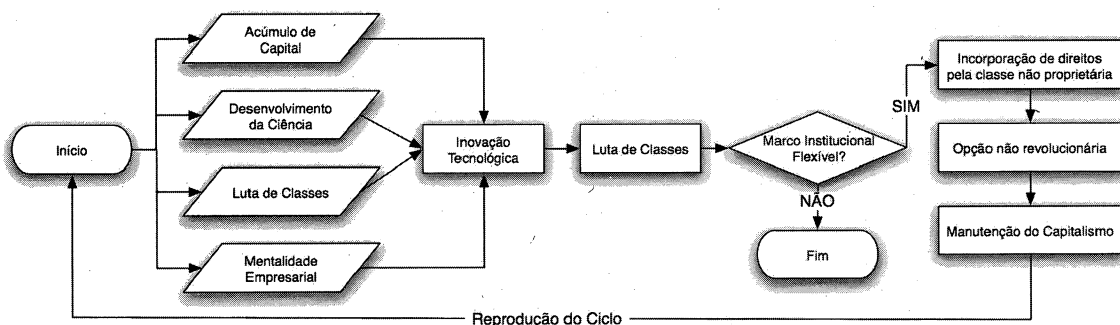 Início
Acúmulo de
Capital
Desenvolvimento
da Ciência
Luta de Classes
Mentalidade
Empresarial
Inovação
Tecnológica
Luta de Classes
Marco Institucional
Flexível?
SIM
NÃO
Fim
Incorporação de direitos
pela classe não proprietária
Opção não revolucionária
Manutenção do Capitalismo
Reprodução do Ciclo